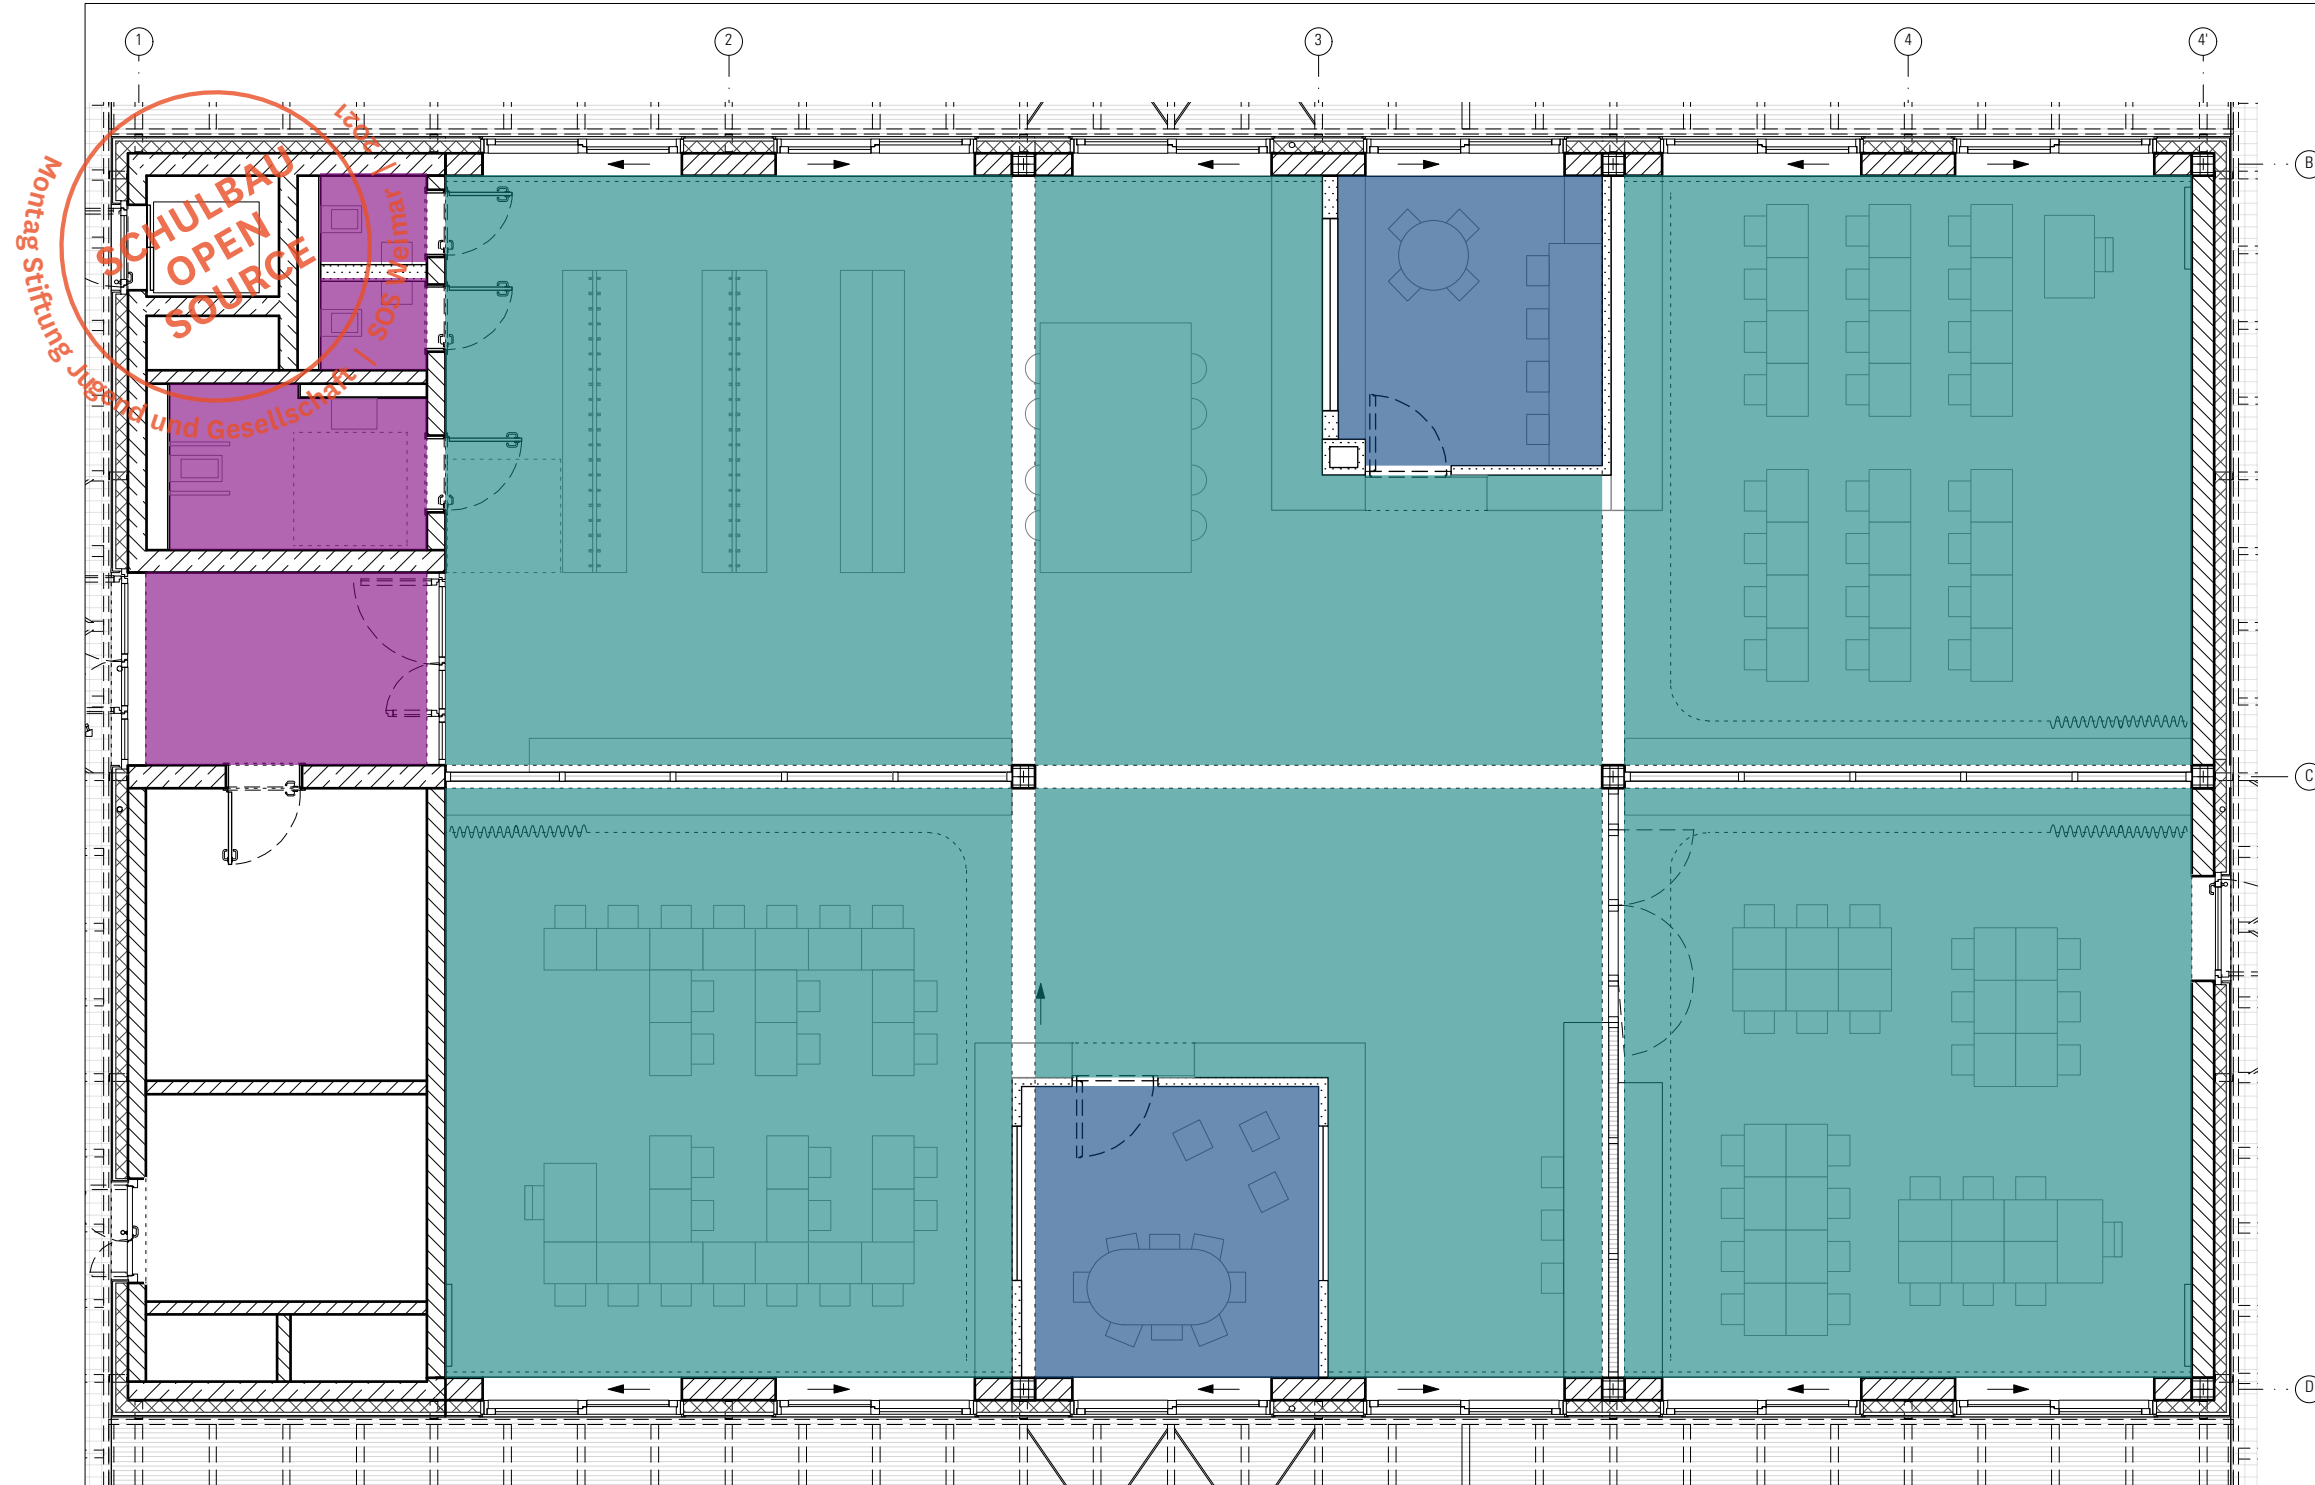 1
2
3
4
4'
B
C
D
SCHULBAU
OPEN
SOURCE
Montag Stiftung Jugend und Gesellschaft / SOS Weimar / 2021